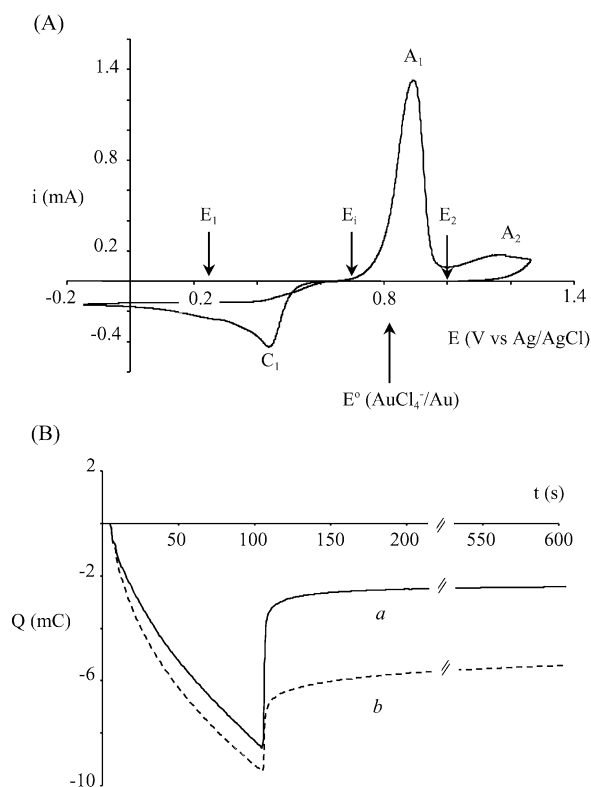 (A)
A₁
1.4
0.8
i (mA)
E₁
Eᵢ
E₂
A₂
0.2
-0.2
0.2
0.8
1.4
-0.4
C₁
E (V vs Ag/AgCl)
Eº (AuCl₄⁻/Au)
(B)
2
t (s)
50
100
150
200
550
600
-2
Q (mC)
a
-6
b
-10